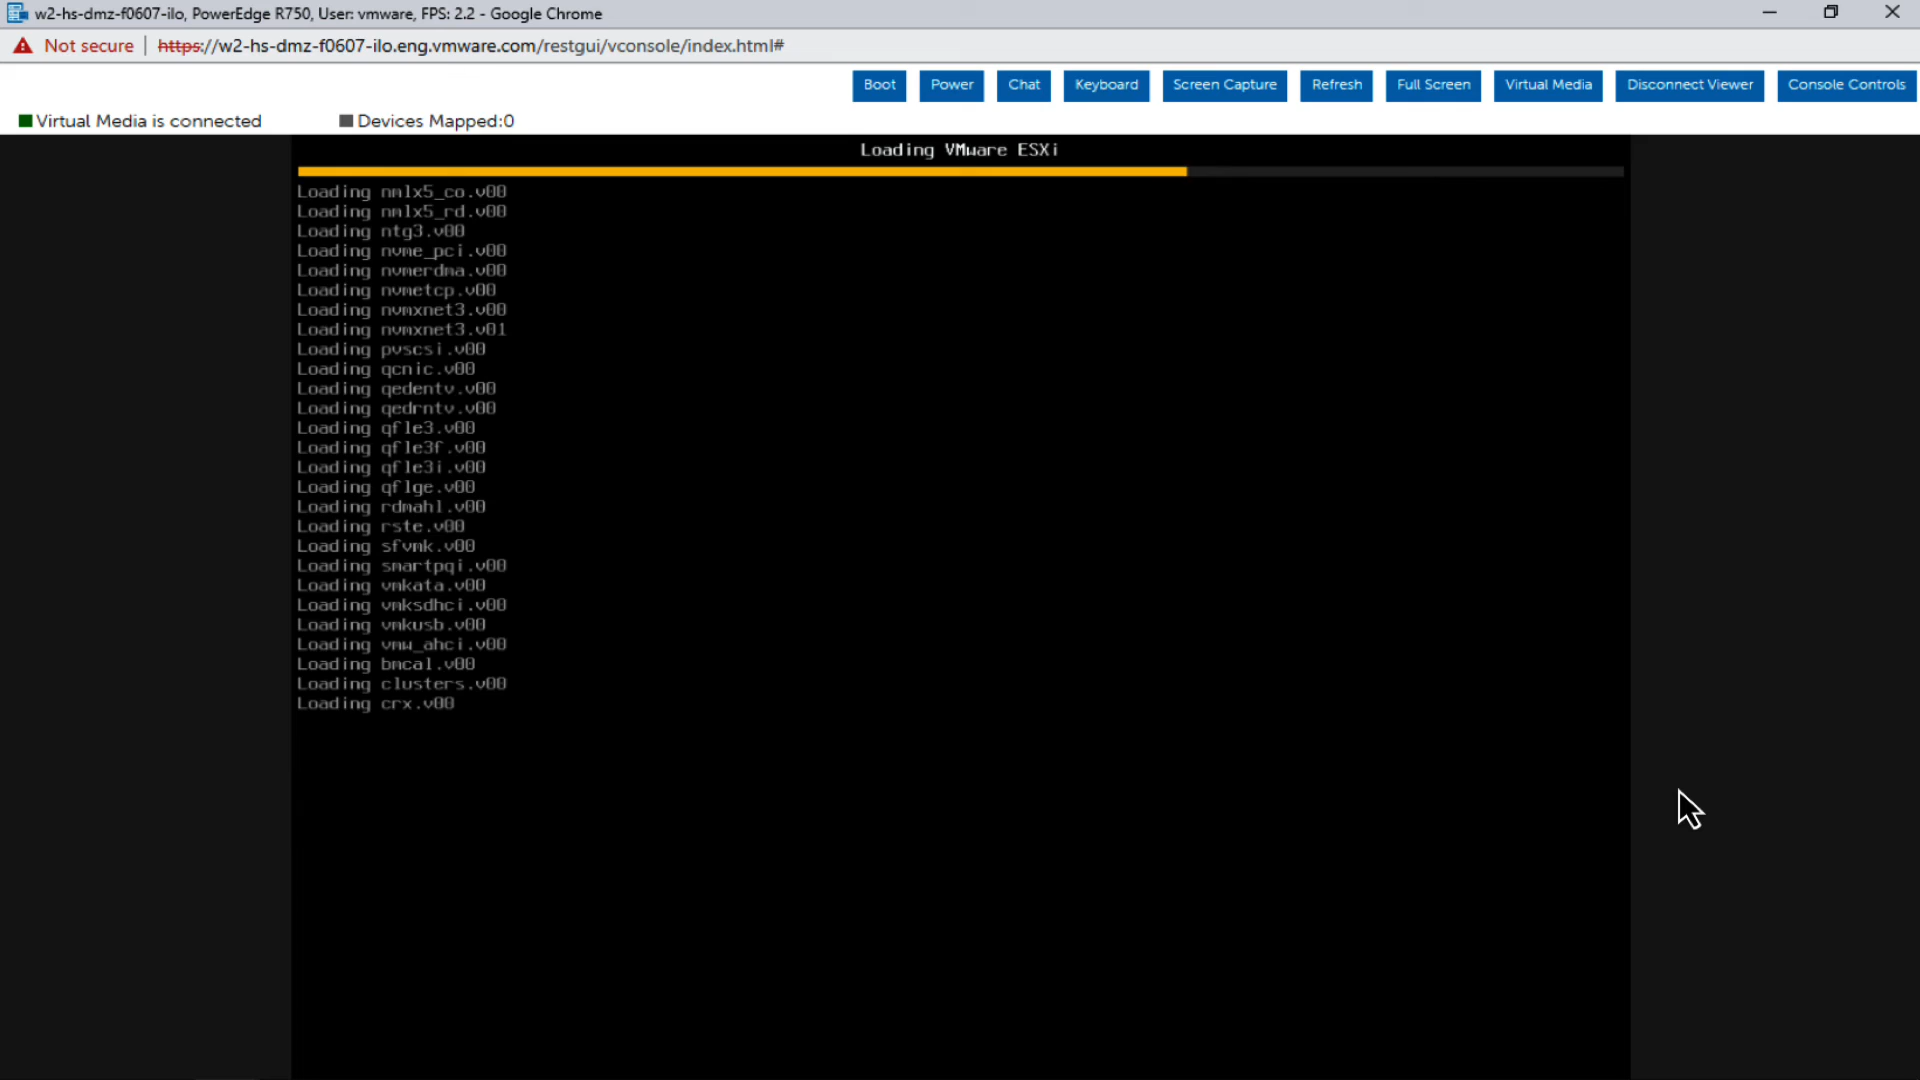 w2-hs-dmz-f0607-ilo, PowerEdge R750, User: vmware, FPS: 2.2 - Google Chrome
Not secure | https://w2-hs-dmz-f0607-ilo.eng.vmware.com/restgui/vconsole/index.html#
Boot Power Chat Keyboard Screen Capture Refresh Full Screen Virtual Media Disconnect Viewer Console Controls
Virtual Media is connected Devices Mapped:0
Loading VMware ESXi
Loading nmlx5_co.v00
Loading nmlx5_rd.v00
Loading ntg3.v00
Loading nvme_pci.v00
Loading nvmerdma.v00
Loading nvmetcp.v00
Loading nvmxnet3.v00
Loading nvmxnet3.v01
Loading pvscsi.v00
Loading qcnic.v00
Loading qedentv.v00
Loading qedrntv.v00
Loading qfle3.v00
Loading qfle3f.v00
Loading qfle3i.v00
Loading qflge.v00
Loading rdmahl.v00
Loading rste.v00
Loading sfvmk.v00
Loading smartpqi.v00
Loading vmkata.v00
Loading vmksdhci.v00
Loading vmkusb.v00
Loading vmw_ahci.v00
Loading bmcal.v00
Loading clusters.v00
Loading crx.v00